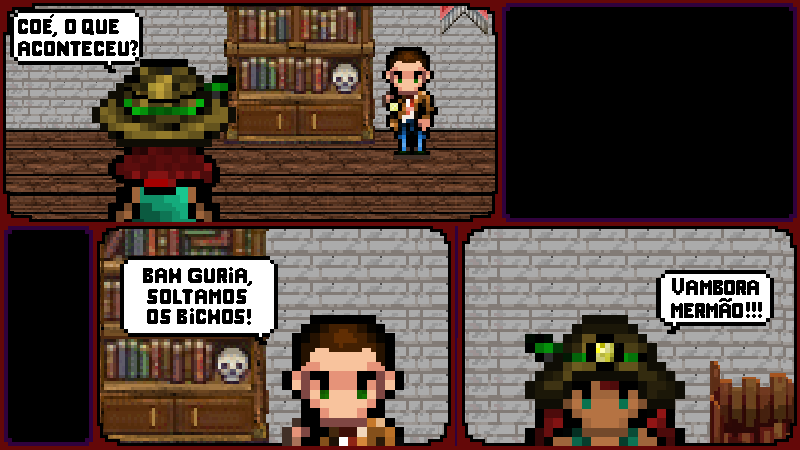 COÉ, O QUE
ACONTECEU?
BAH GURIA,
SOLTAMOS
OS BICHOS!
VAMBORA
MERMÃO!!!